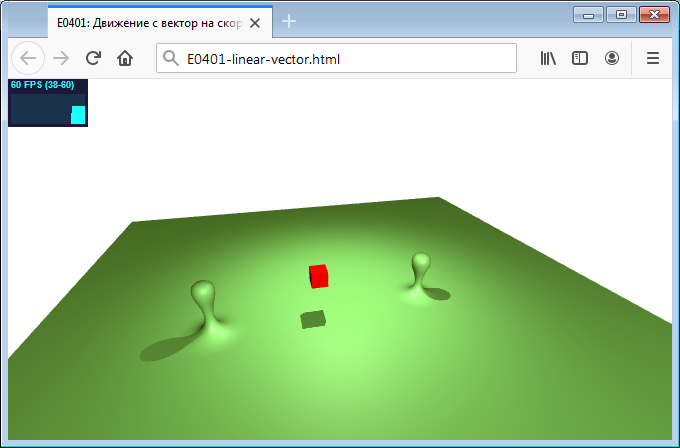 E0401: Движение с вектор на скор
E0401-linear-vector.html
60 FPS (38-60)